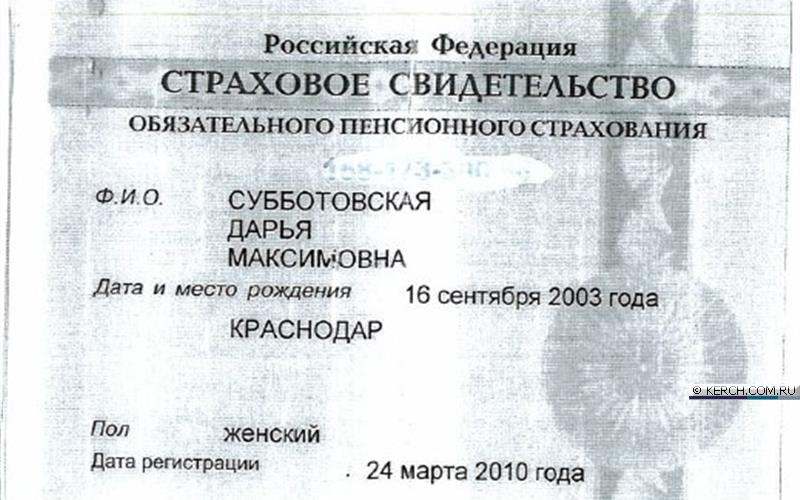 Российская Федерация
СТРАХОВОЕ СВИДЕТЕЛЬСТВО
ОБЯЗАТЕЛЬНОГО ПЕНСИОННОГО СТРАХОВАНИЯ
Ф.И.О. СУББОТОВСКАЯ
ДАРЬЯ
МАКСИМОВНА
Дата и место рождения 16 сентября 2003 года
КРАСНОДАР
© KERCH.COM.RU
Пол женский
Дата регистрации 24 марта 2010 года